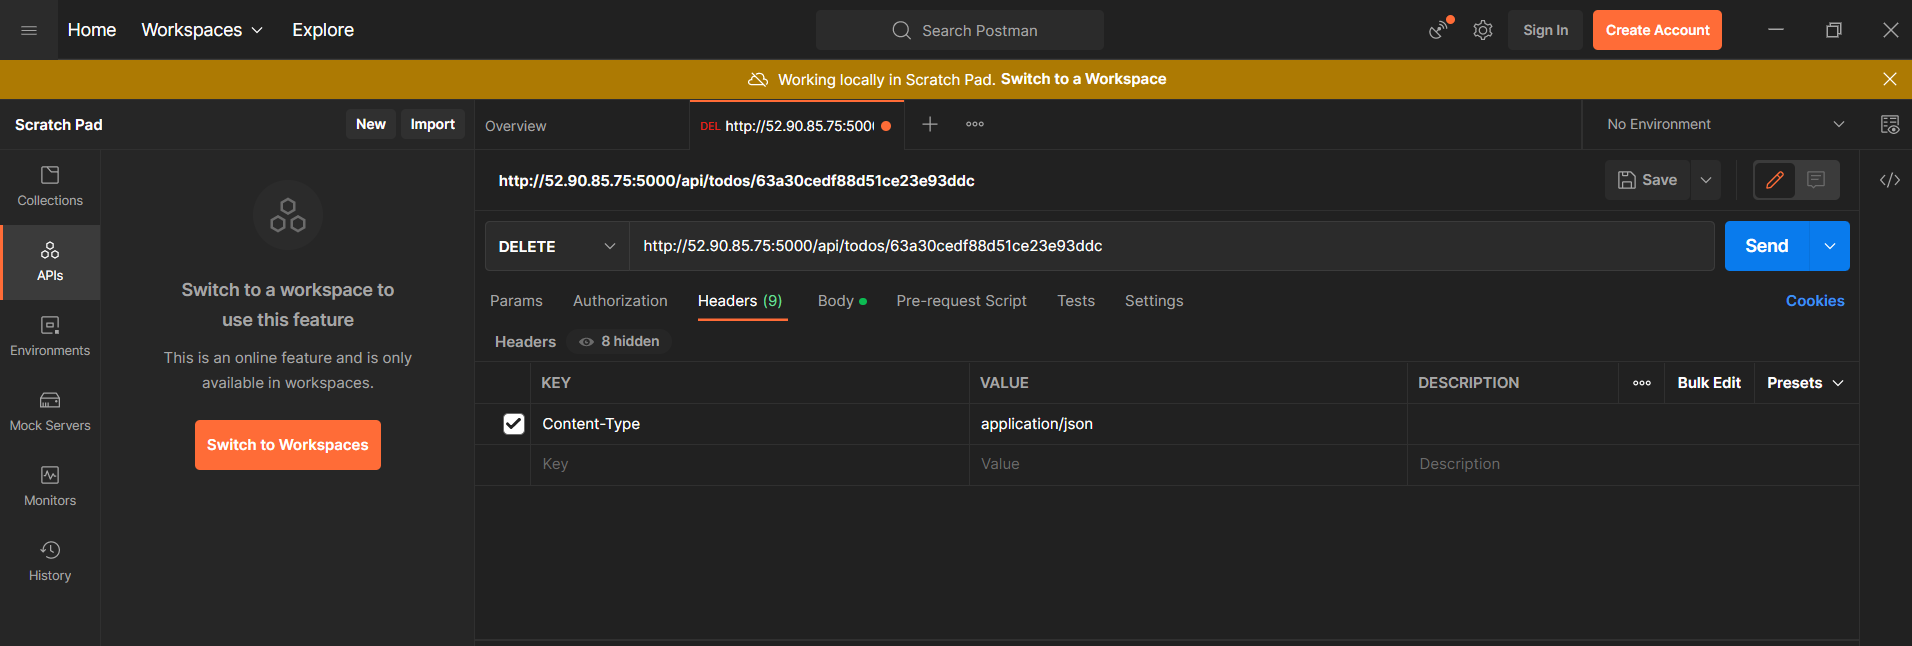 Home Workspaces Explore Search Postman Sign In Create Account
Working locally in Scratch Pad. Switch to a Workspace
Scratch Pad New Import Overview DEL http://52.90.85.75:500 No Environment
http://52.90.85.75:5000/api/todos/63a30cedf88d51ce23e93ddc Save
Collections
APIs
Environments
Mock Servers
Monitors
History
Switch to a workspace to
use this feature
This is an online feature and is only
available in workspaces.
Switch to Workspaces
DELETE http://52.90.85.75:5000/api/todos/63a30cedf88d51ce23e93ddc Send
Params Authorization Headers (9) Body Pre-request Script Tests Settings Cookies
Headers 8 hidden
KEY VALUE DESCRIPTION Bulk Edit Presets
Content-Type application/json
Key Value Description